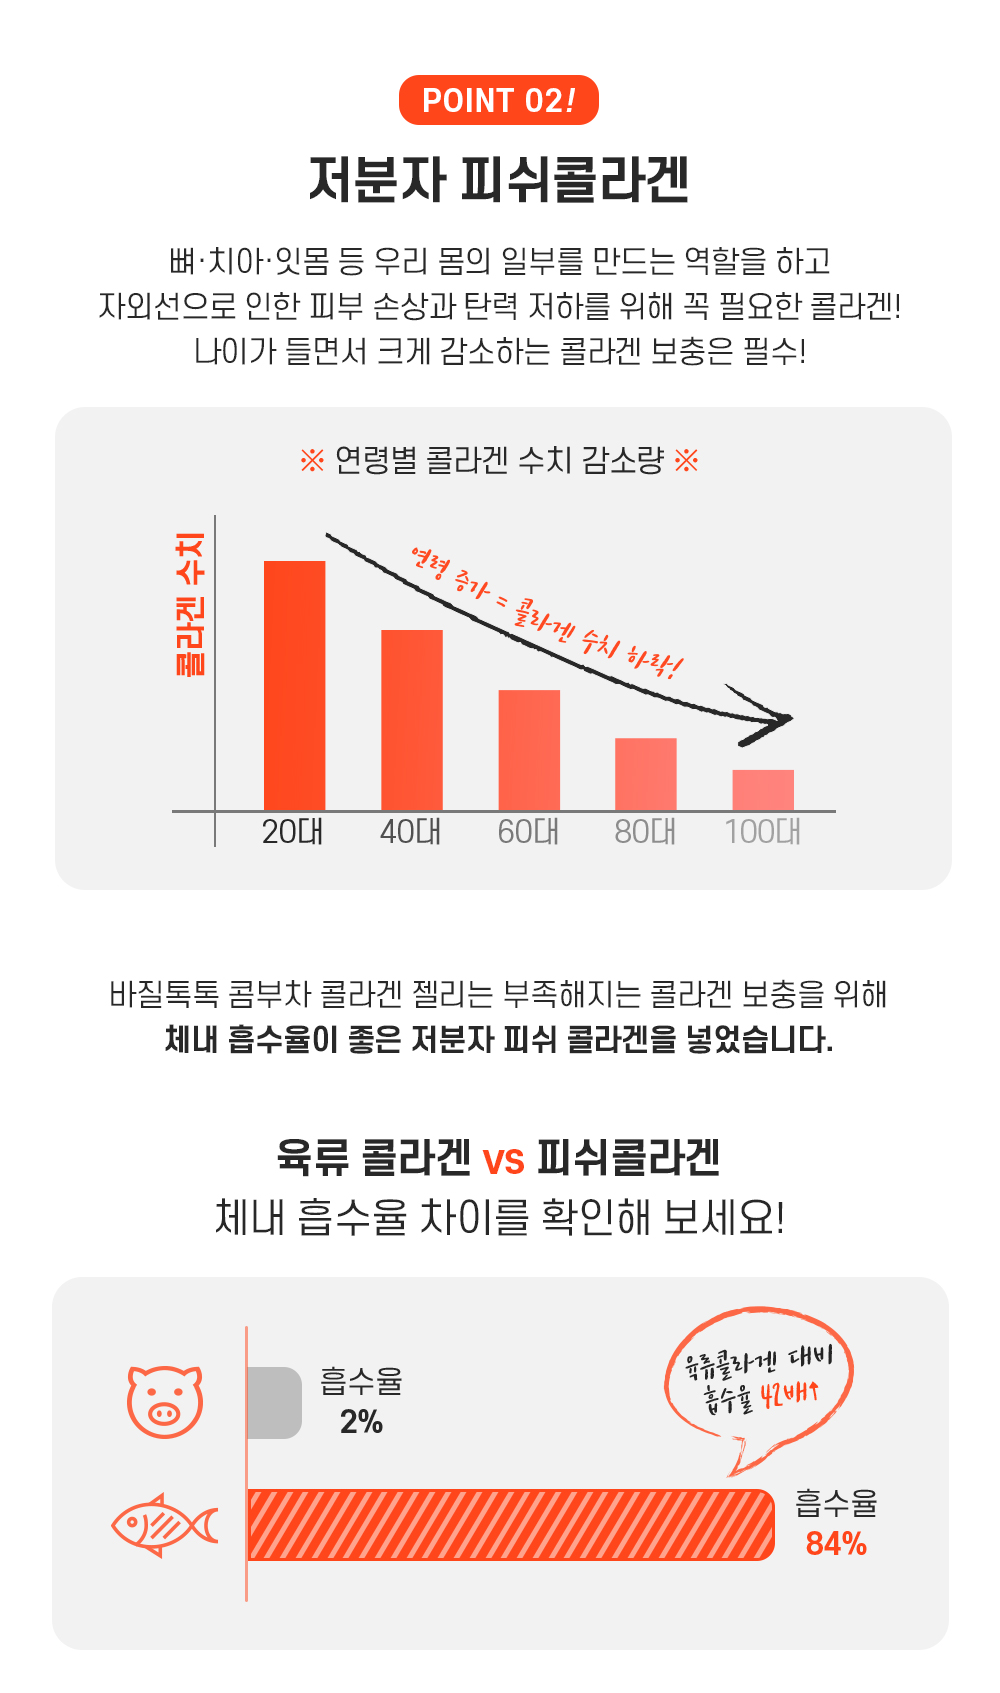 POINT 02!
저분자 피쉬콜라겐
뼈·치아·잇몸 등 우리 몸의 일부를 만드는 역할을 하고
자외선으로 인한 피부 손상과 탄력 저하를 위해 꼭 필요한 콜라겐!
나이가 들면서 크게 감소하는 콜라겐 보충은 필수!
※ 연령별 콜라겐 수치 감소량 ※
콜라겐 수치
연령 증가 = 콜라겐 수치 하락!
20대 40대 60대 80대 100대
바질톡톡 콤부차 콜라겐 젤리는 부족해지는 콜라겐 보충을 위해
체내 흡수율이 좋은 저분자 피쉬 콜라겐을 넣었습니다.
육류 콜라겐 vs 피쉬콜라겐
체내 흡수율 차이를 확인해 보세요!
흡수율
2%
육류콜라겐 대비
흡수율 42배↑
흡수율
84%